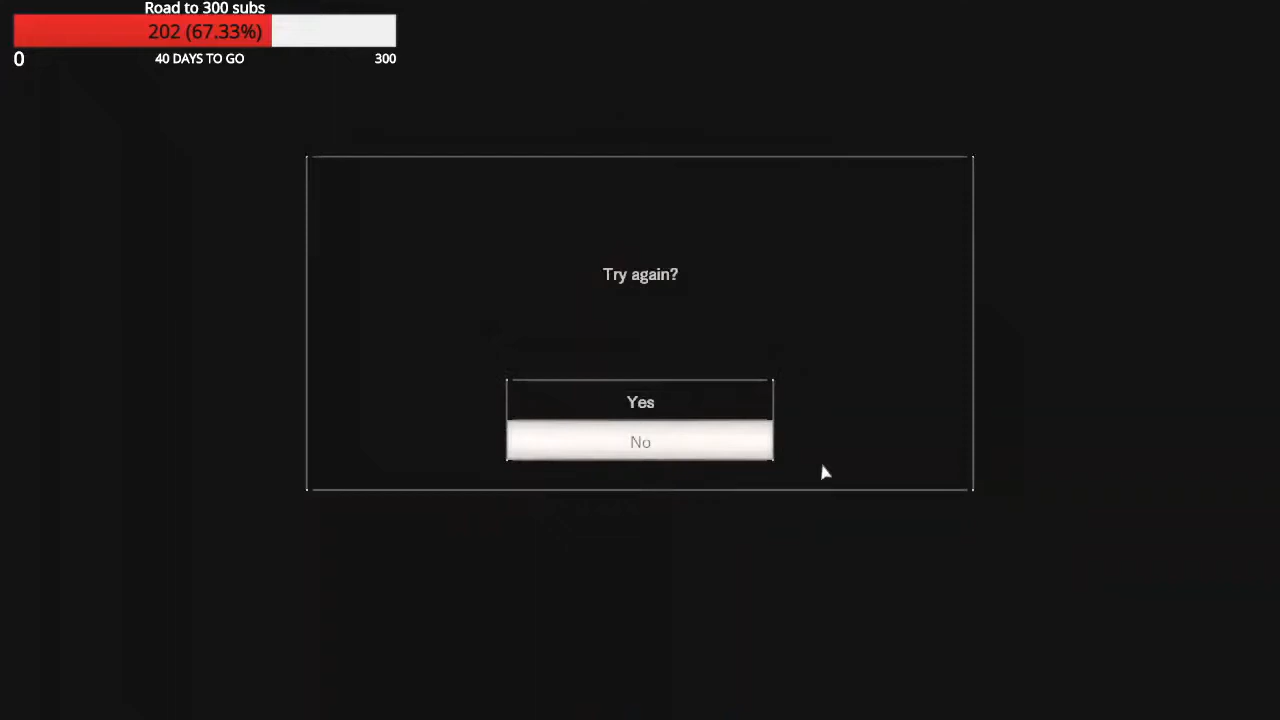 Road to 300 subs
202 (67.33%)
0 40 DAYS TO GO 300
Try again?
Yes
No